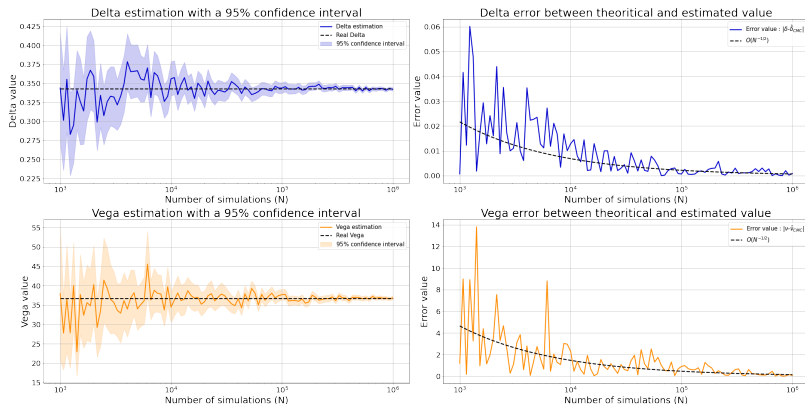 Delta estimation with a 95% confidence interval
Delta value
0.425
0.400
0.375
0.350
0.325
0.300
0.275
0.250
0.225
Delta estimation
Real Delta
95% confidence interval
10³
10⁴
10⁵
10⁶
Number of simulations (N)
Delta error between theoritical and estimated value
Error value
0.06
0.05
0.04
0.03
0.02
0.01
0.00
Error value : |δ-δ̂CMC|
O(N⁻¹ᐟ²)
10³
10⁴
10⁵
10⁶
Number of simulations (N)
Vega estimation with a 95% confidence interval
Vega value
55
50
45
40
35
30
25
20
15
Vega estimation
Real Vega
95% confidence interval
10³
10⁴
10⁵
10⁶
Number of simulations (N)
Vega error between theoritical and estimated value
Error value
14
12
10
8
6
4
2
0
Error value : |ν-ν̂CMC|
O(N⁻¹ᐟ²)
10³
10⁴
10⁵
10⁶
Number of simulations (N)